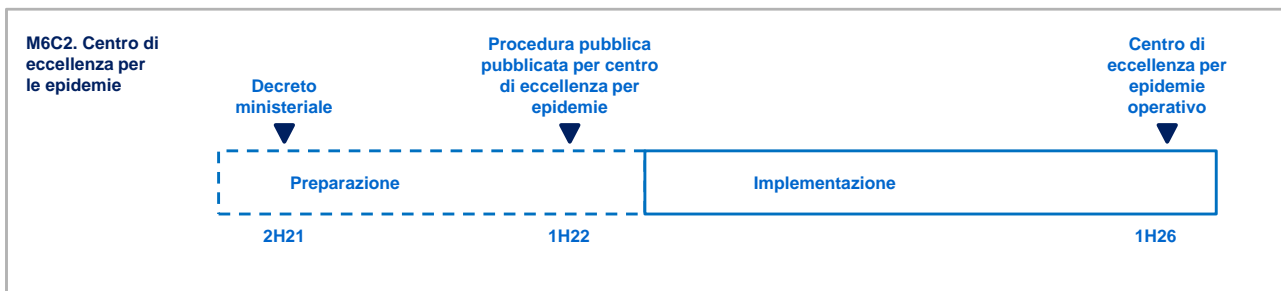 M6C2. Centro di
eccellenza per
le epidemie
Decreto
ministeriale
Procedura pubblica
pubblicata per centro
di eccellenza per
epidemie
Centro di
eccellenza per
epidemie
operativo
Preparazione
Implementazione
2H21
1H22
1H26